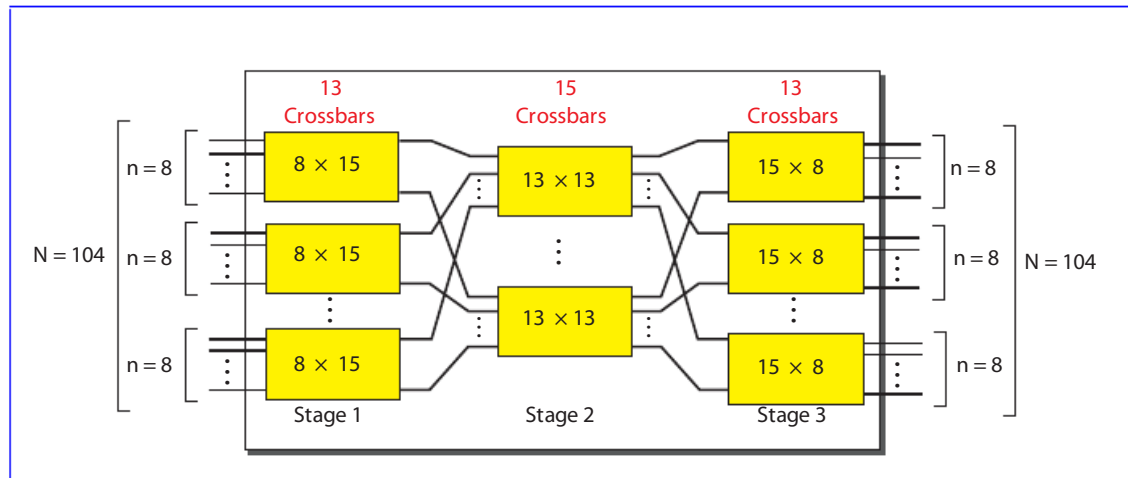 13 Crossbars
15 Crossbars
13 Crossbars
N = 104
n = 8
n = 8
n = 8
8 × 15
8 × 15
8 × 15
Stage 1
13 × 13
13 × 13
Stage 2
15 × 8
15 × 8
15 × 8
Stage 3
n = 8
n = 8
n = 8
N = 104